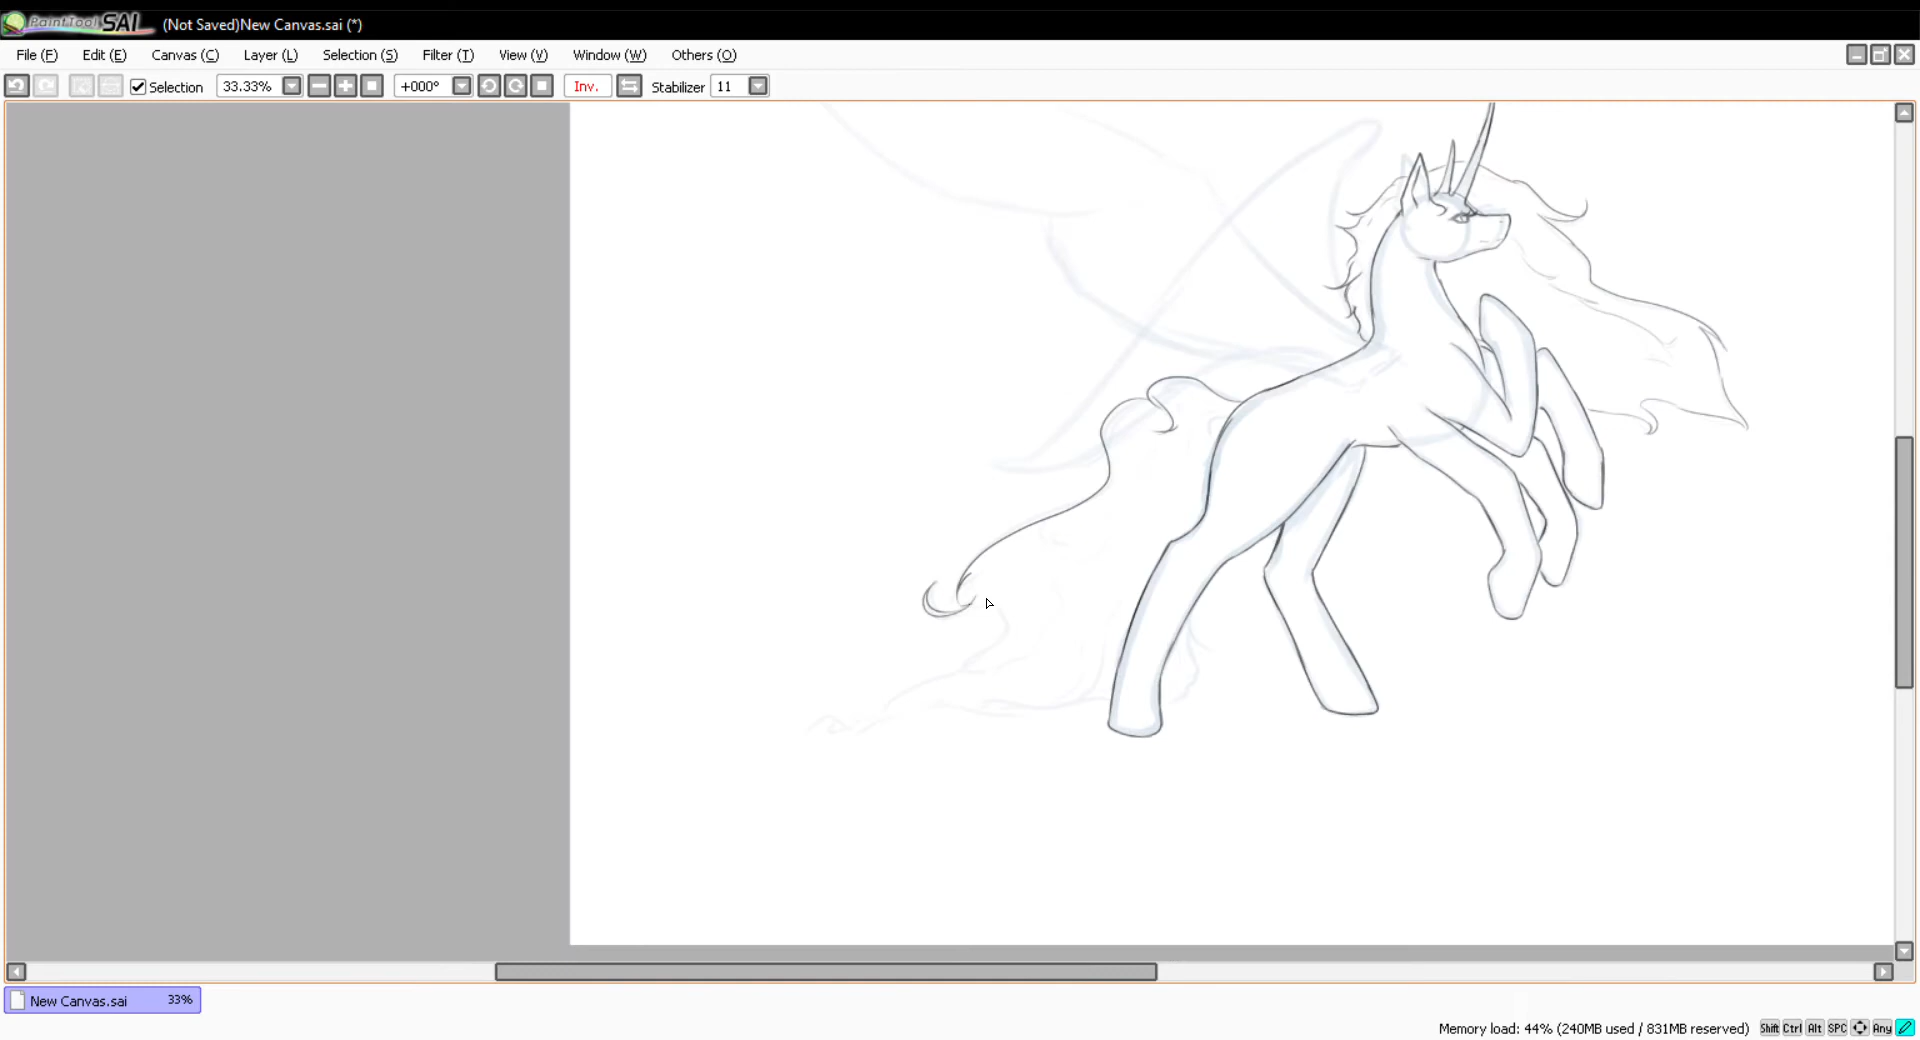 PaintTool SAI (Not Saved)New Canvas.sai (*)
File (F) Edit (E) Canvas (C) Layer (L) Selection (S) Filter (T) View (V) Window (W) Others (O)
Selection 33.33% +000° Inv. Stabilizer 11
New Canvas.sai 33%
Memory load: 44% (240MB used / 831MB reserved) Shift Ctrl Alt SPC Any